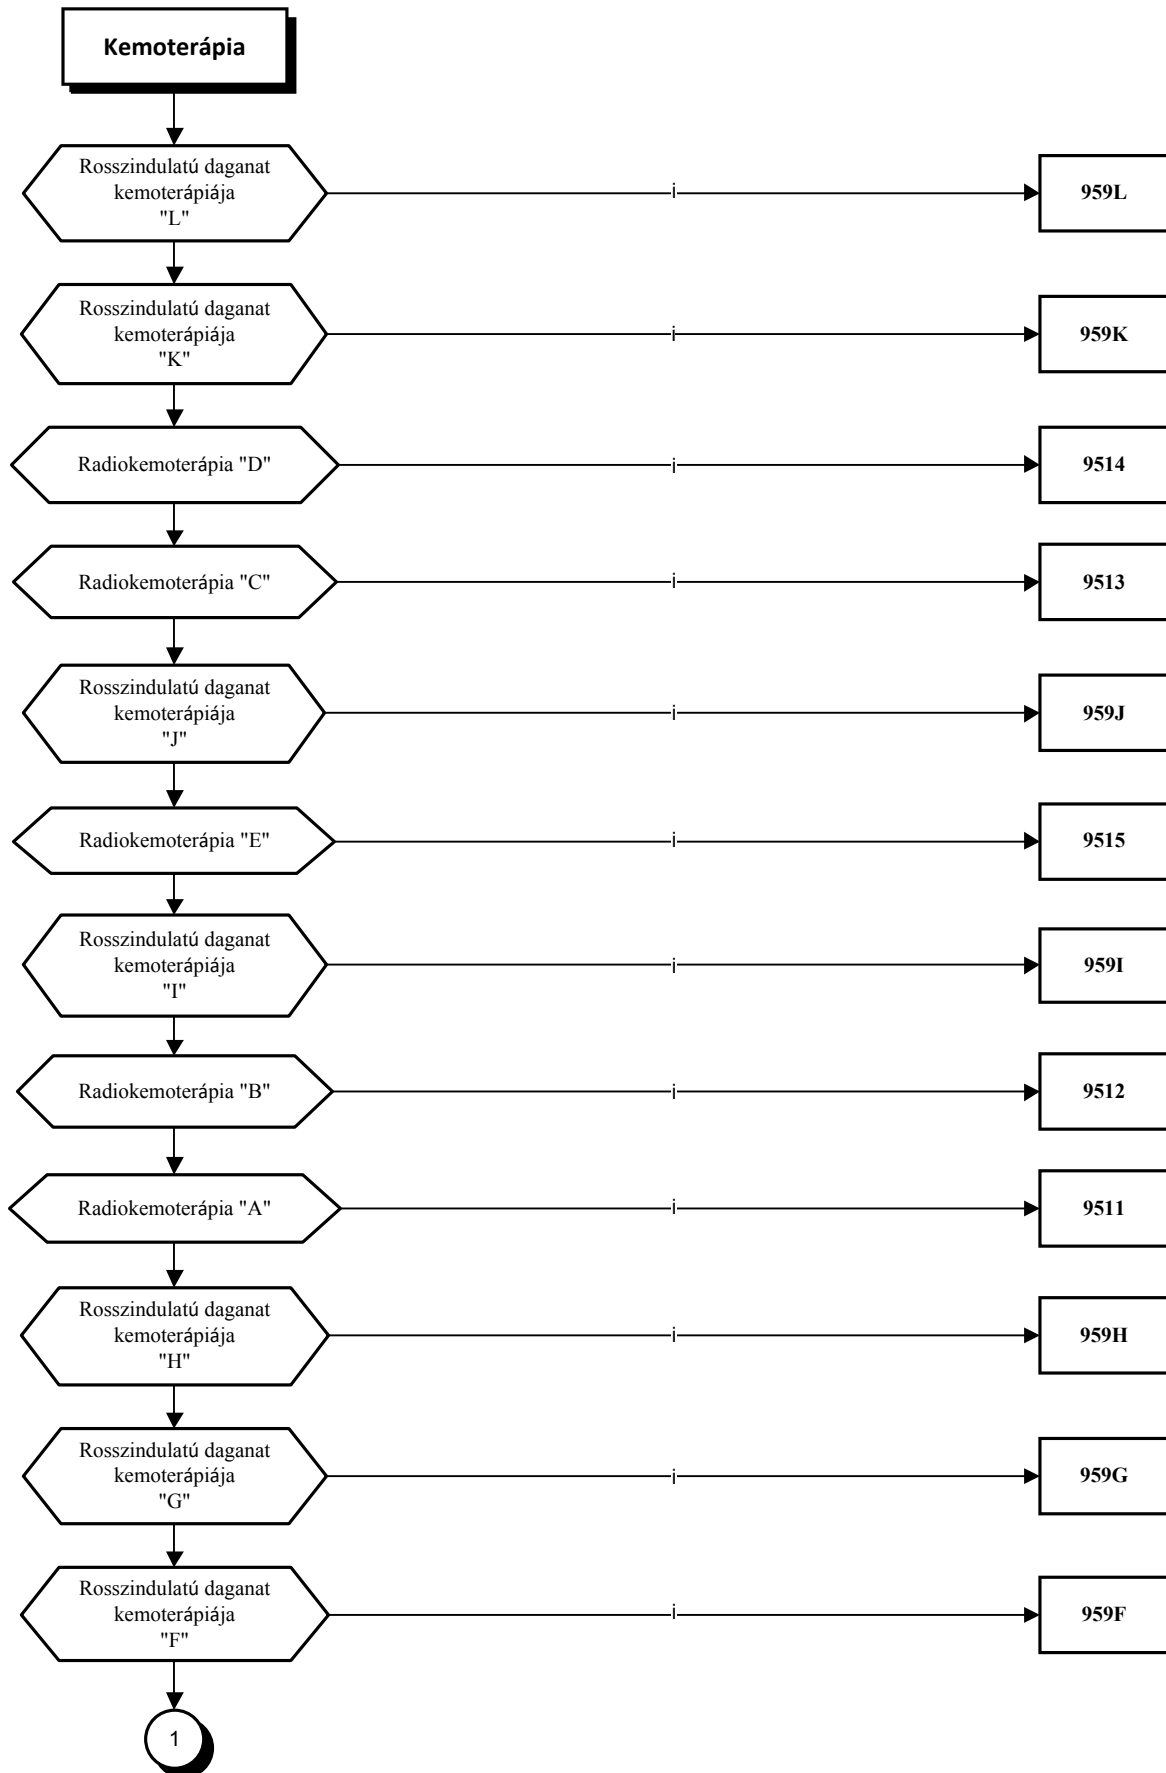 Kemoterápia
Rosszindulatú daganat
kemoterápiája
"L"
i
959L
Rosszindulatú daganat
kemoterápiája
"K"
i
959K
Radiokemoterápia "D"
i
9514
Radiokemoterápia "C"
i
9513
Rosszindulatú daganat
kemoterápiája
"J"
i
959J
Radiokemoterápia "E"
i
9515
Rosszindulatú daganat
kemoterápiája
"I"
i
959I
Radiokemoterápia "B"
i
9512
Radiokemoterápia "A"
i
9511
Rosszindulatú daganat
kemoterápiája
"H"
i
959H
Rosszindulatú daganat
kemoterápiája
"G"
i
959G
Rosszindulatú daganat
kemoterápiája
"F"
i
959F
1